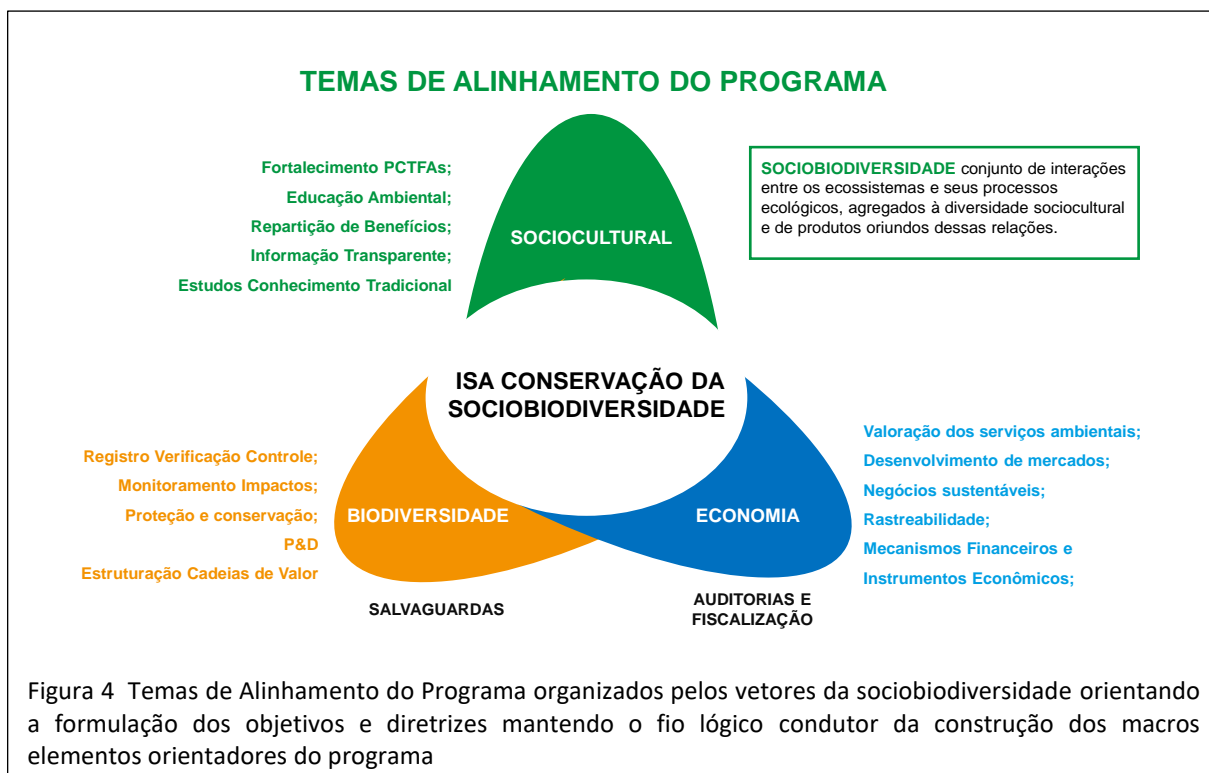 TEMAS DE ALINHAMENTO DO PROGRAMA
Fortalecimento PCTFAs;
Educação Ambiental;
Repartição de Benefícios;
Informação Transparente;
Estudos Conhecimento Tradicional
SOCIOCULTURAL
SOCIOBIODIVERSIDADE conjunto de interações
entre os ecossistemas e seus processos
ecológicos, agregados à diversidade sociocultural
e de produtos oriundos dessas relações.
ISA CONSERVAÇÃO DA
SOCIOBIODIVERSIDADE
Registro Verificação Controle;
Monitoramento Impactos;
Proteção e conservação;
P&D
Estruturação Cadeias de Valor
BIODIVERSIDADE
ECONOMIA
Valoração dos serviços ambientais;
Desenvolvimento de mercados;
Negócios sustentáveis;
Rastreabilidade;
Mecanismos Financeiros e
Instrumentos Econômicos;
SALVAGUARDAS
AUDITORIAS E
FISCALIZAÇÃO
Figura 4 Temas de Alinhamento do Programa organizados pelos vetores da sociobiodiversidade orientando
a formulação dos objetivos e diretrizes mantendo o fio lógico condutor da construção dos macros
elementos orientadores do programa